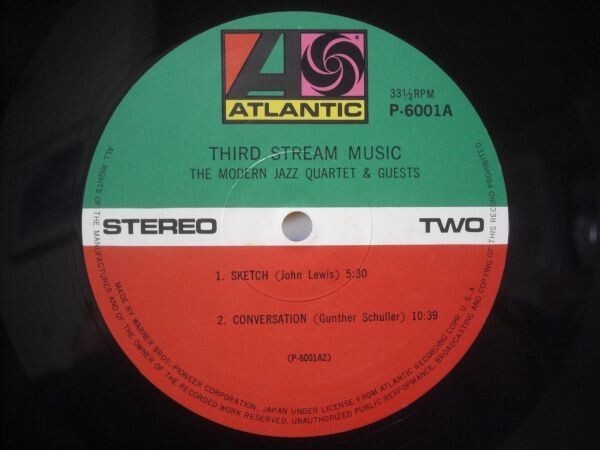 A
ATLANTIC
33⅓RPM
P-6001A
THIRD STREAM MUSIC
THE MODERN JAZZ QUARTET & GUESTS
STEREO
TWO
1. SKETCH (John Lewis) 5:30
2. CONVERSATION (Gunther Schuller) 10:39
(P-6001A2)
MADE BY WARNER BROS.-PIONEER CORPORATION, JAPAN UNDER LICENSE FROM ATLANTIC RECORDING CORP. U.S.A.
ALL RIGHTS OF THE MANUFACTURER AND OF THE OWNER OF THE RECORDED WORK RESERVED. UNAUTHORIZED PUBLIC RERFOPMANCE, BROADCASTING AND COPYING OF THIS RECORD PROHIBITED.